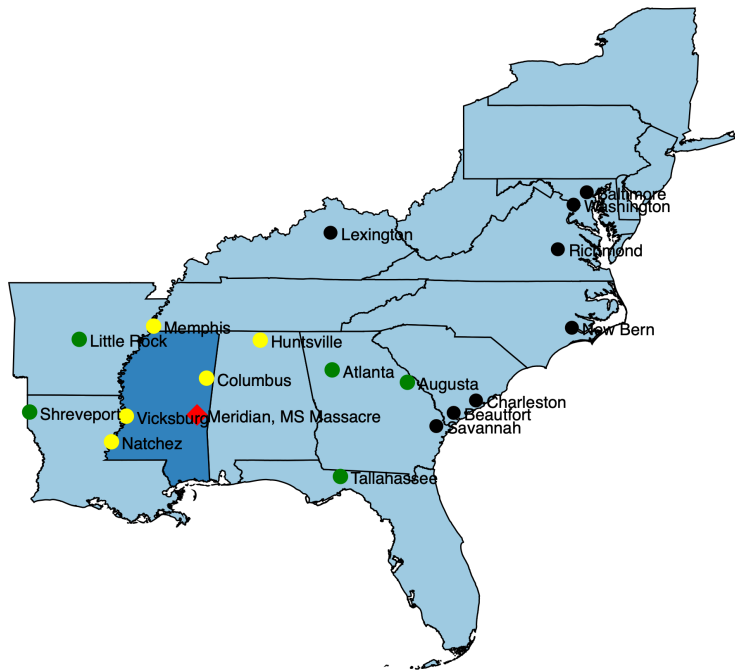 Baltimore
Washington
Lexington
Richmond
Memphis
New Bern
Little Rock
Huntsville
Atlanta
Columbus
Augusta
Charleston
Shreveport
Beautfort
Vicksburg
Meridian, MS Massacre
Savannah
Natchez
Tallahassee